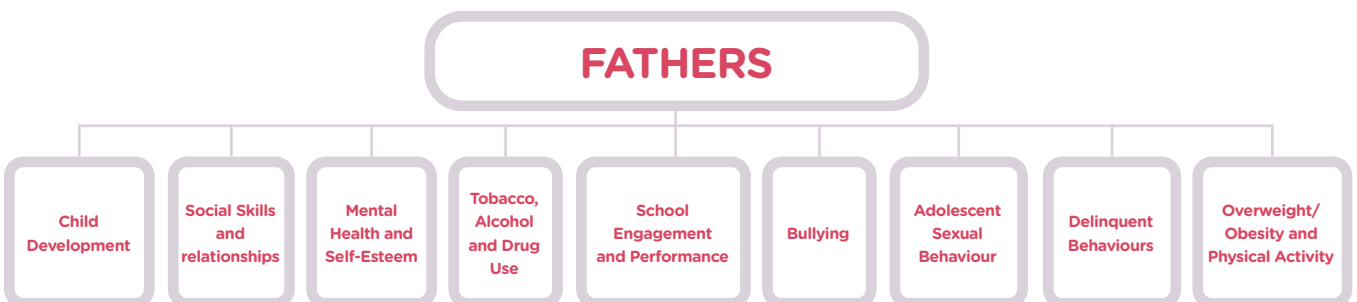 FATHERS
Child
Development
Social Skills
and
relationships
Mental
Health and
Self-Esteem
Tobacco,
Alcohol
and Drug
Use
School
Engagement
and Performance
Bullying
Adolescent
Sexual
Behaviour
Delinquent
Behaviours
Overweight/
Obesity and
Physical Activity